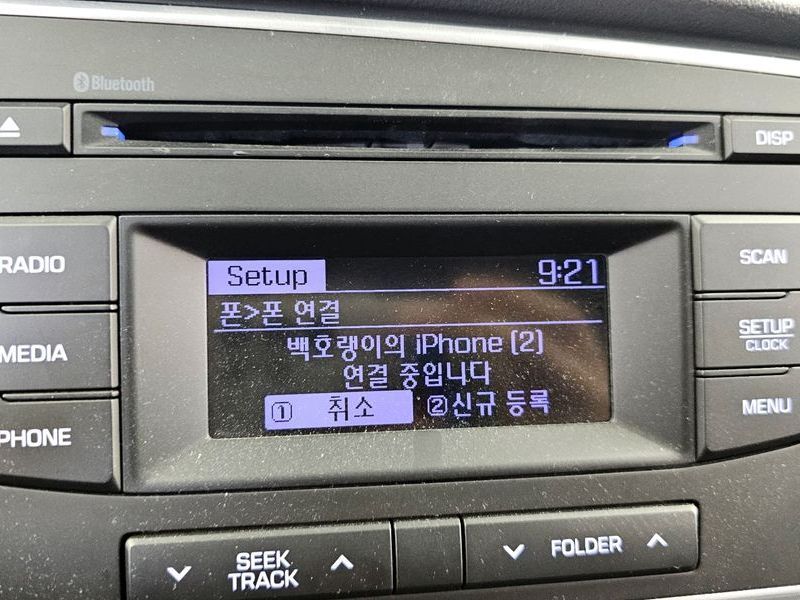 Bluetooth
DISP
RADIO
MEDIA
PHONE
Setup 9:21
폰>폰 연결
백호랭이의 iPhone (2)
연결 중입니다
1 취소 2 신규 등록
SCAN
SETUP
CLOCK
MENU
SEEK
TRACK
FOLDER